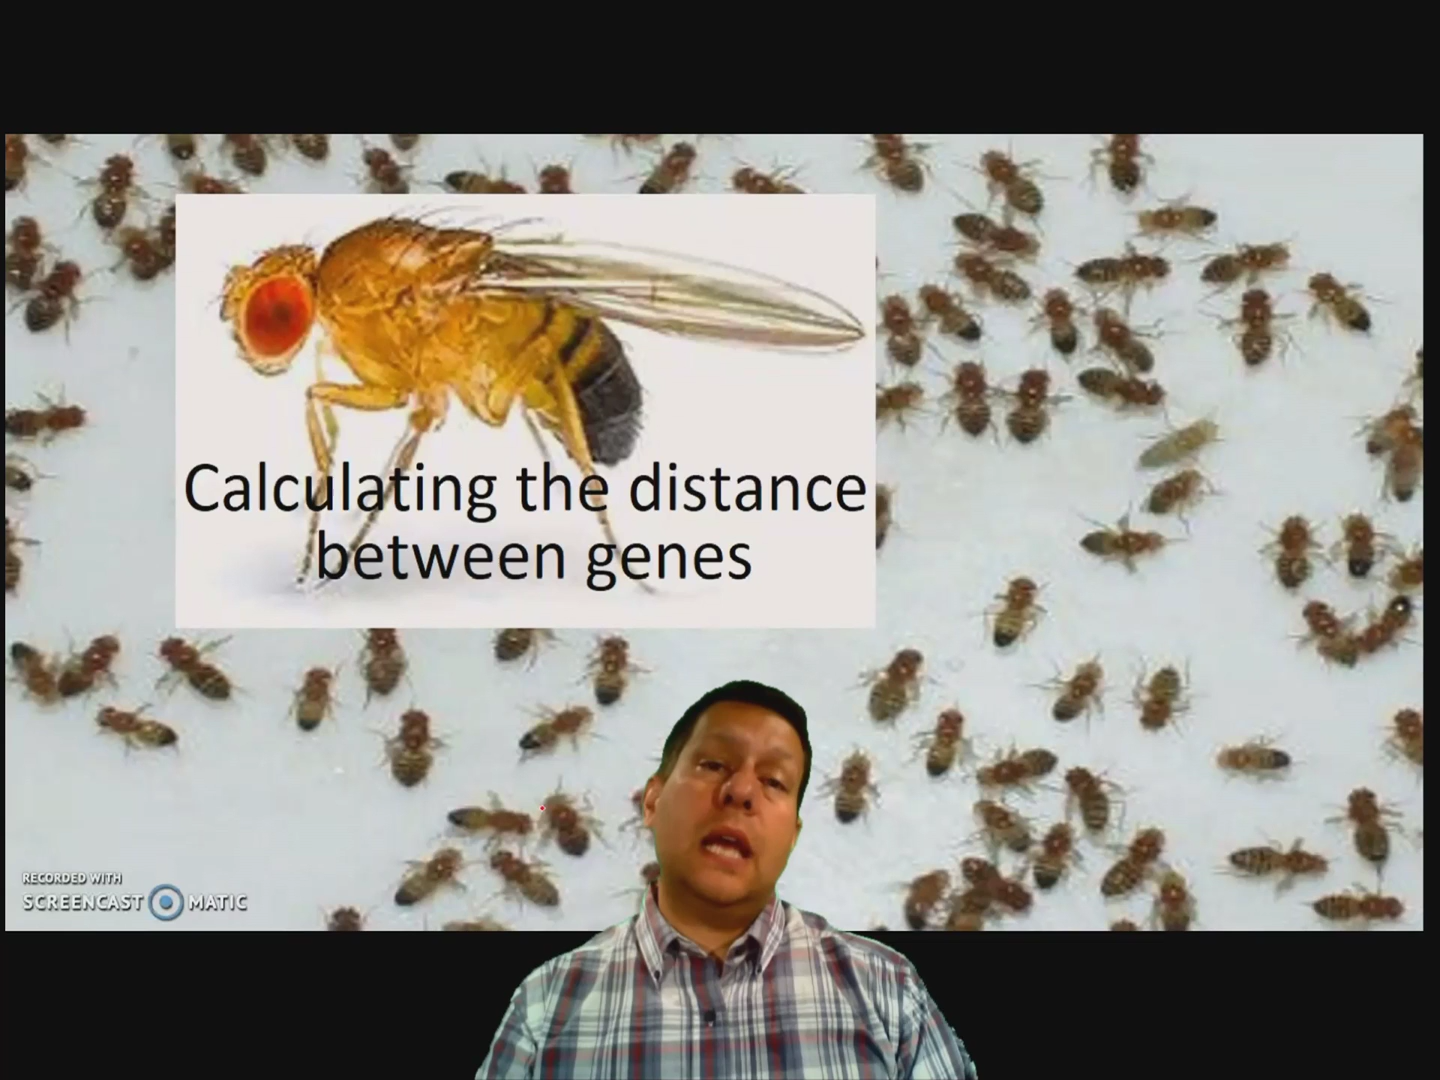 Calculating the distance
between genes
RECORDED WITH
SCREENCAST MATIC